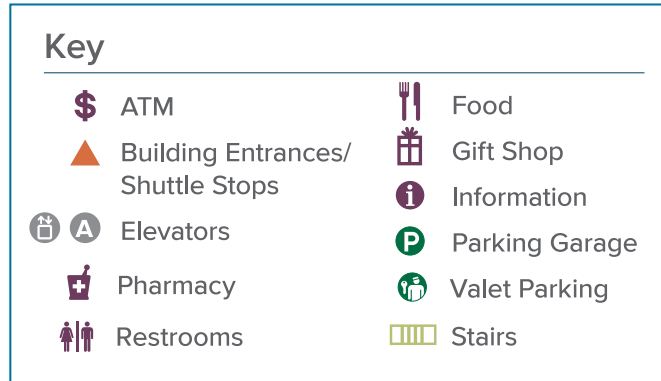 Key
$ ATM
Building Entrances/
Shuttle Stops
A Elevators
Pharmacy
Restrooms
Food
Gift Shop
i Information
P Parking Garage
Valet Parking
Stairs